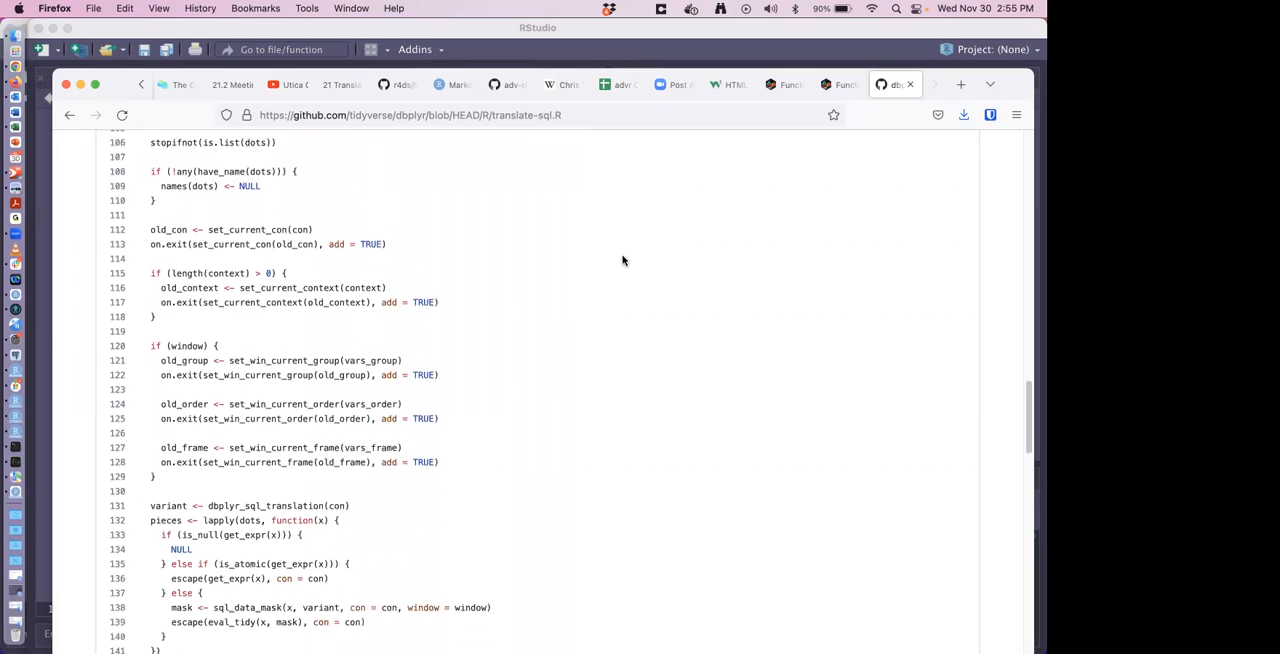 Firefox File Edit View History Bookmarks Tools Window Help 90% Wed Nov 30 2:55 PM
RStudio
Go to file/function Addins Project: (None)
The C 21.2 Meetin Utica C 21 Transla r4ds/ Marko adv-r Chris advr C Post A HTML Funct Funct dbp
https://github.com/tidyverse/dbplyr/blob/HEAD/R/translate-sql.R
106 stopifnot(is.list(dots))
107
108 if (!any(have_name(dots))) {
109 names(dots) <- NULL
110 }
111
112 old_con <- set_current_con(con)
113 on.exit(set_current_con(old_con), add = TRUE)
114
115 if (length(context) > 0) {
116 old_context <- set_current_context(context)
117 on.exit(set_current_context(old_context), add = TRUE)
118 }
119
120 if (window) {
121 old_group <- set_win_current_group(vars_group)
122 on.exit(set_win_current_group(old_group), add = TRUE)
123
124 old_order <- set_win_current_order(vars_order)
125 on.exit(set_win_current_order(old_order), add = TRUE)
126
127 old_frame <- set_win_current_frame(vars_frame)
128 on.exit(set_win_current_frame(old_frame), add = TRUE)
129 }
130
131 variant <- dbplyr_sql_translation(con)
132 pieces <- lapply(dots, function(x) {
133 if (is_null(get_expr(x))) {
134 NULL
135 } else if (is_atomic(get_expr(x))) {
136 escape(get_expr(x), con = con)
137 } else {
138 mask <- sql_data_mask(x, variant, con = con, window = window)
139 escape(eval_tidy(x, mask), con = con)
140 }
141 })